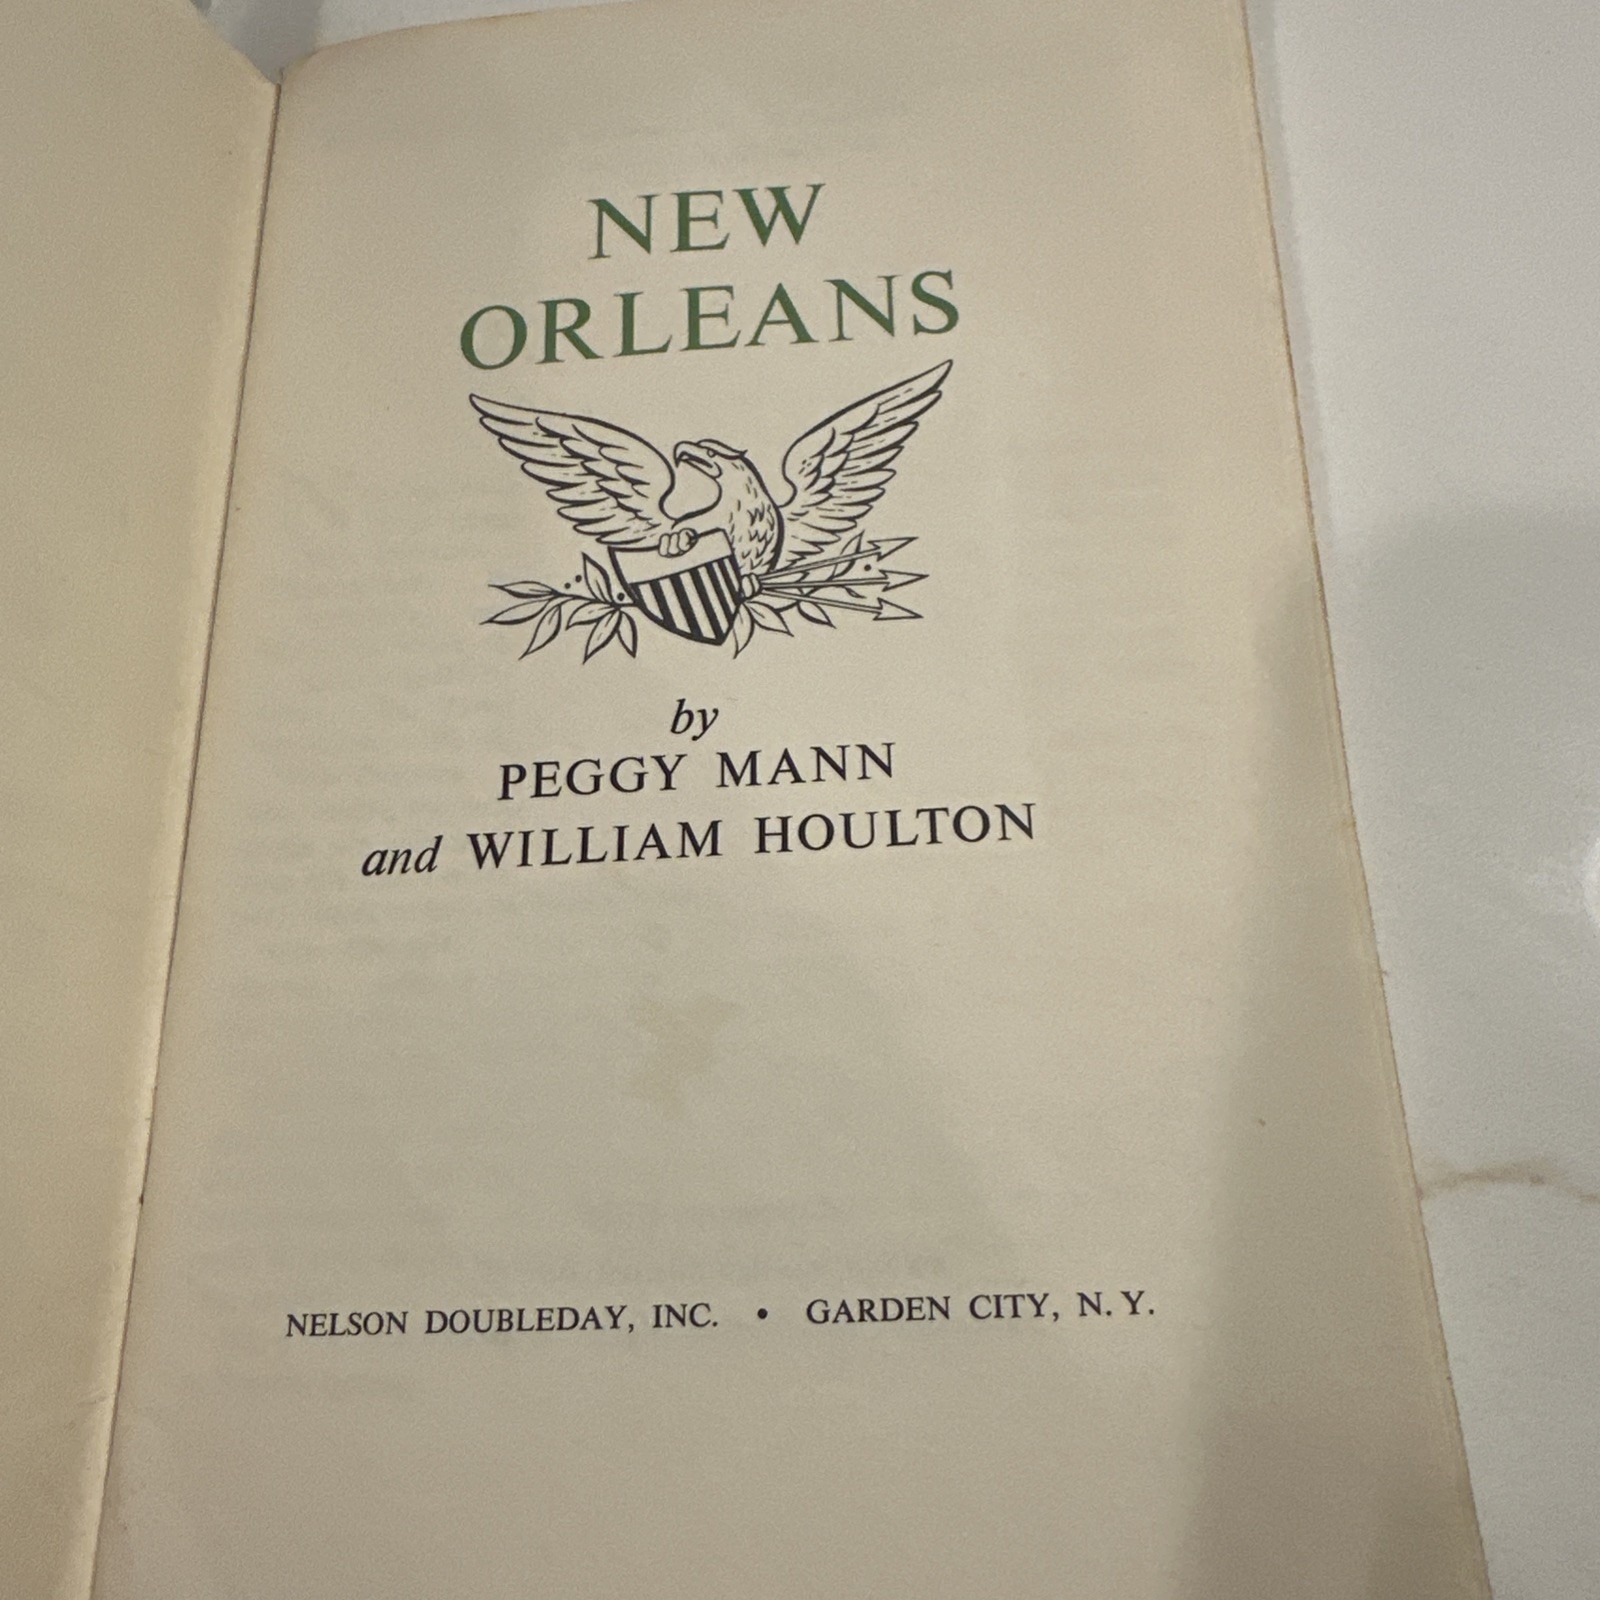 NEW
ORLEANS
by
PEGGY MANN
and WILLIAM HOULTON
NELSON DOUBLEDAY, INC. • GARDEN CITY, N. Y.